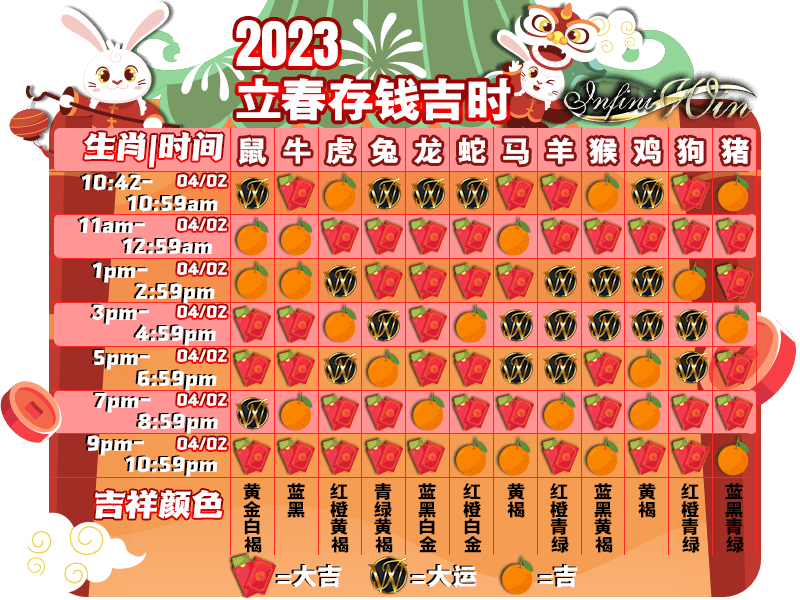 2023
立春存钱吉时
Infini Win
生肖|时间 鼠 牛 虎 兔 龙 蛇 马 羊 猴 鸡 狗 猪
10:42- 04/02
10:59am
11am- 04/02
12:59am
1pm- 04/02
2:59pm
3pm- 04/02
4:59pm
5pm- 04/02
6:59pm
7pm- 04/02
8:59pm
9pm- 04/02
10:59pm
吉祥颜色
黄金白褐
蓝黑
红橙黄褐
青绿黄褐
蓝黑白金
红橙白金
黄褐
红橙青绿
蓝黑黄褐
黄褐
红橙青绿
蓝黑青绿
=大吉 =大运 =吉